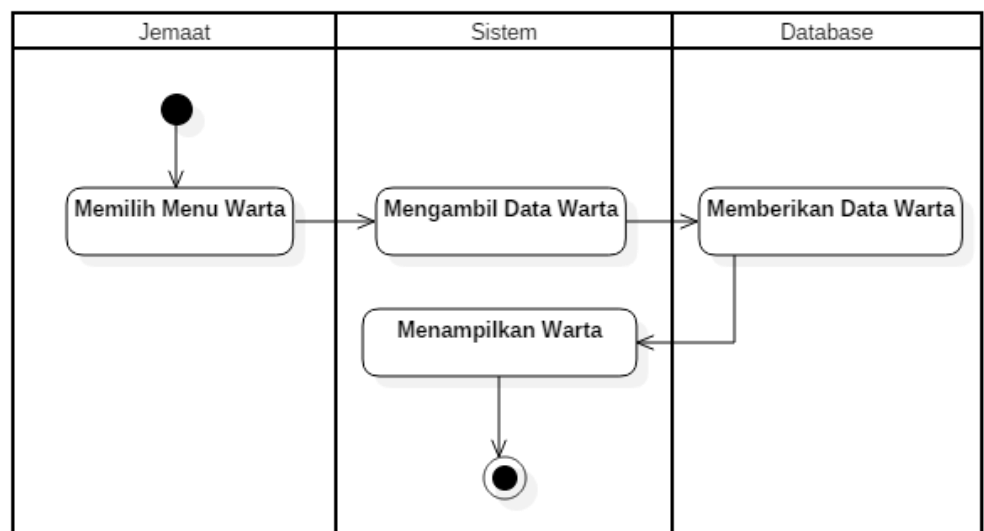 Jemaat
Sistem
Database
Memilih Menu Warta
Mengambil Data Warta
Memberikan Data Warta
Menampilkan Warta